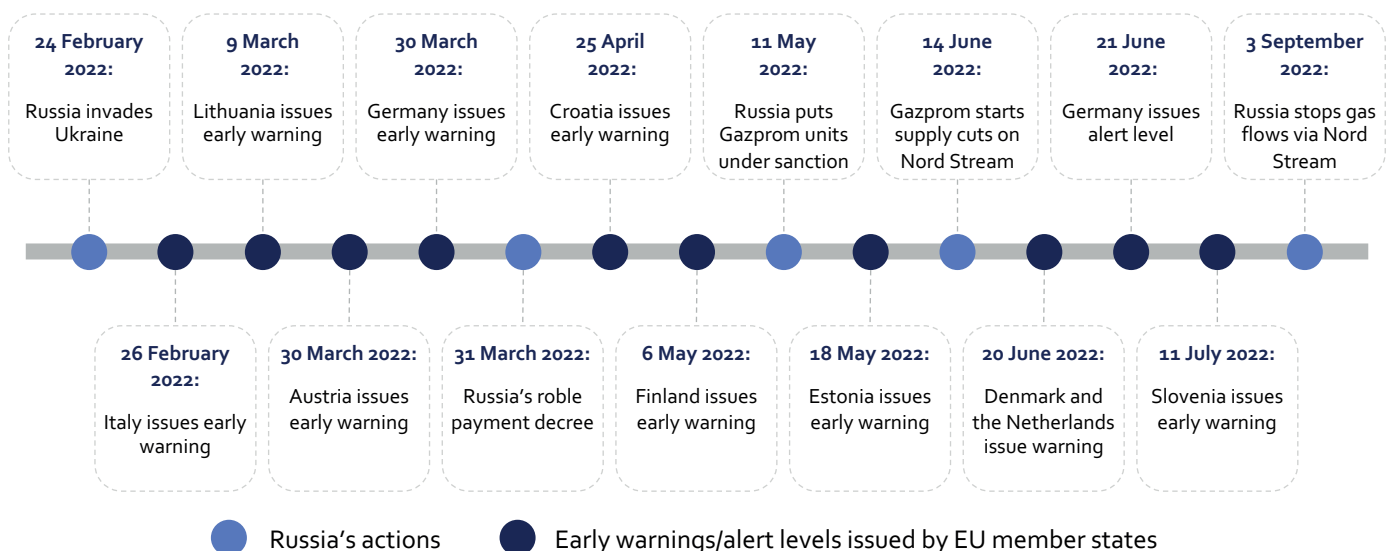 24 February
2022:
Russia invades
Ukraine
9 March
2022:
Lithuania issues
early warning
30 March
2022:
Germany issues
early warning
25 April
2022:
Croatia issues
early warning
11 May
2022:
Russia puts
Gazprom units
under sanction
14 June
2022:
Gazprom starts
supply cuts on
Nord Stream
21 June
2022:
Germany issues
alert level
3 September
2022:
Russia stops gas
flows via Nord
Stream
26 February
2022:
Italy issues early
warning
30 March 2022:
Austria issues
early warning
31 March 2022:
Russia’s roble
payment decree
6 May 2022:
Finland issues
early warning
18 May 2022:
Estonia issues
early warning
20 June 2022:
Denmark and
the Netherlands
issue warning
11 July 2022:
Slovenia issues
early warning
Russia’s actions
Early warnings/alert levels issued by EU member states